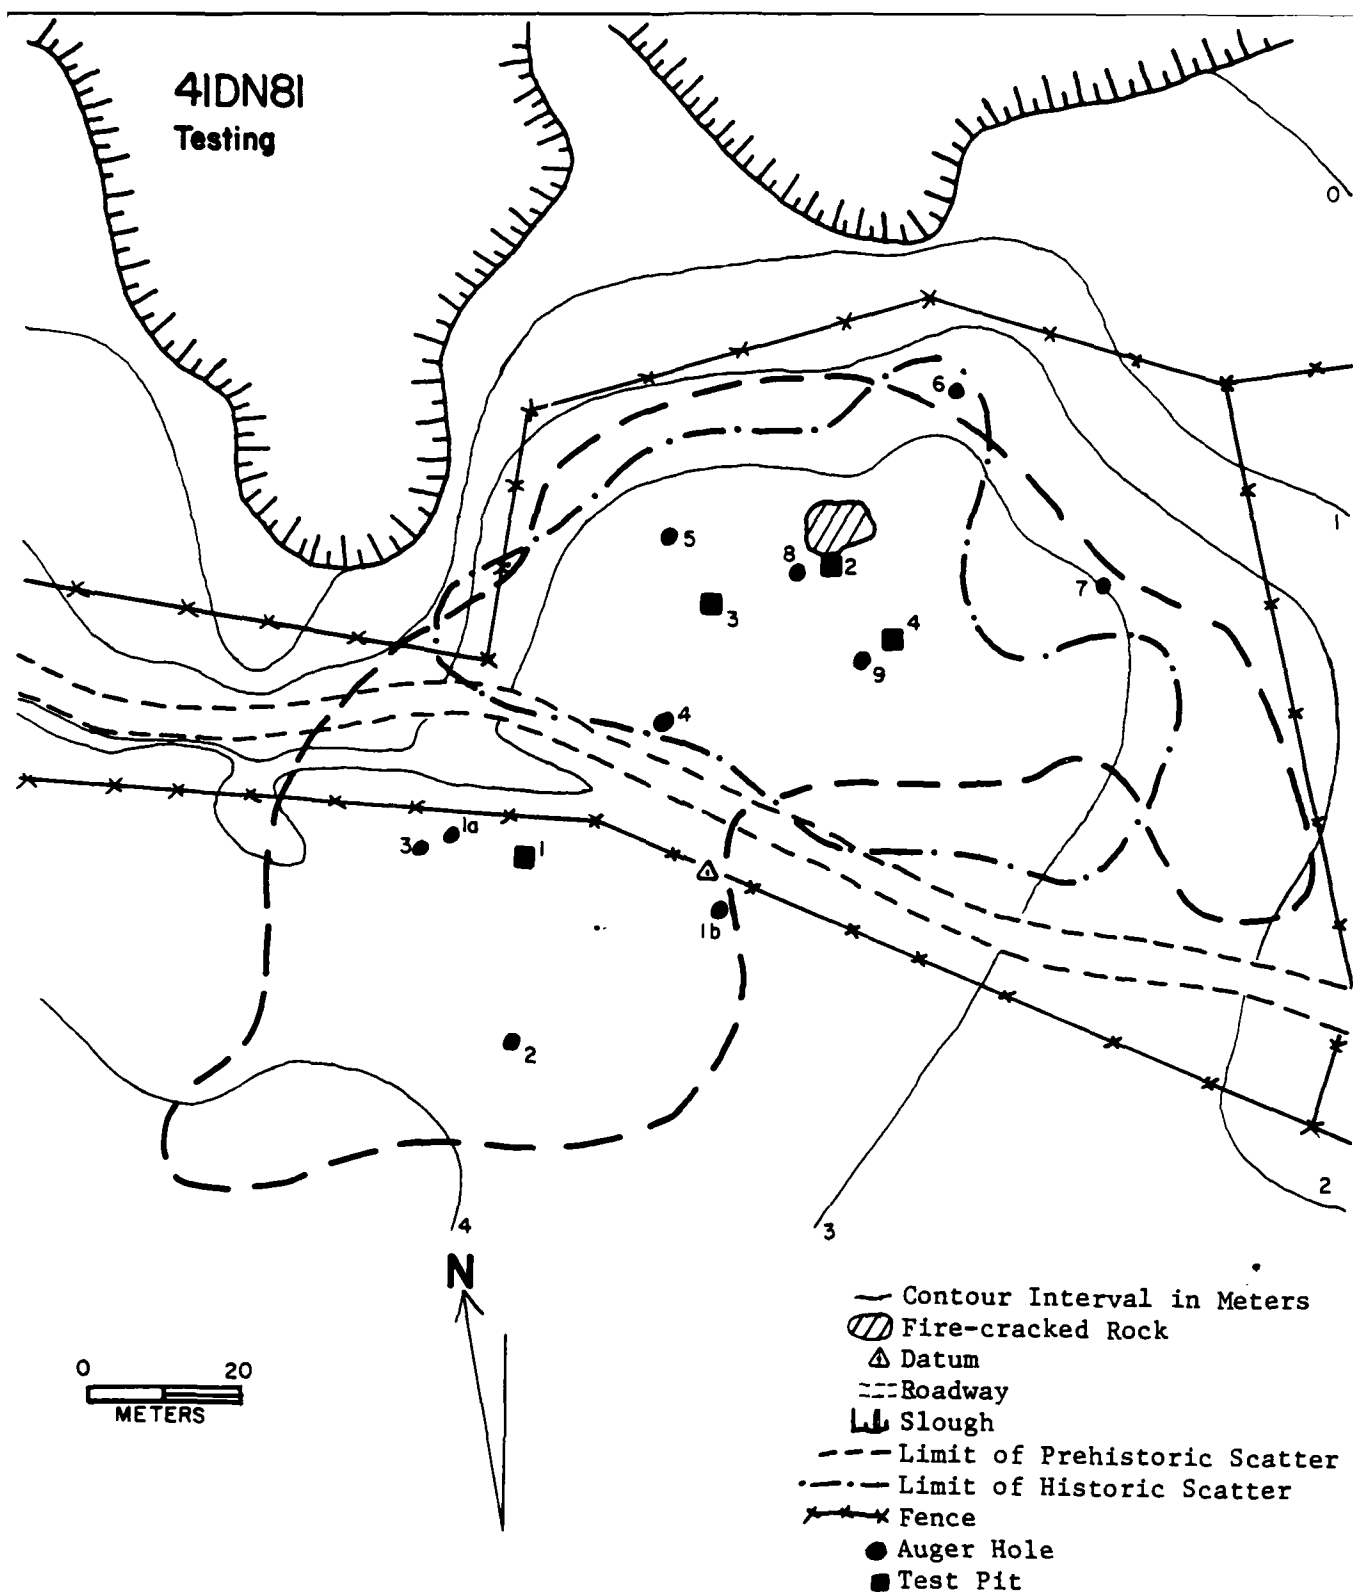 41DN81
Testing
0
1
6
5
8
2
7
3
4
9
4
1a
3
1
1b
2
2
4
3
N
0 20
METERS
Contour Interval in Meters
Fire-cracked Rock
Datum
Roadway
Slough
Limit of Prehistoric Scatter
Limit of Historic Scatter
Fence
Auger Hole
Test Pit